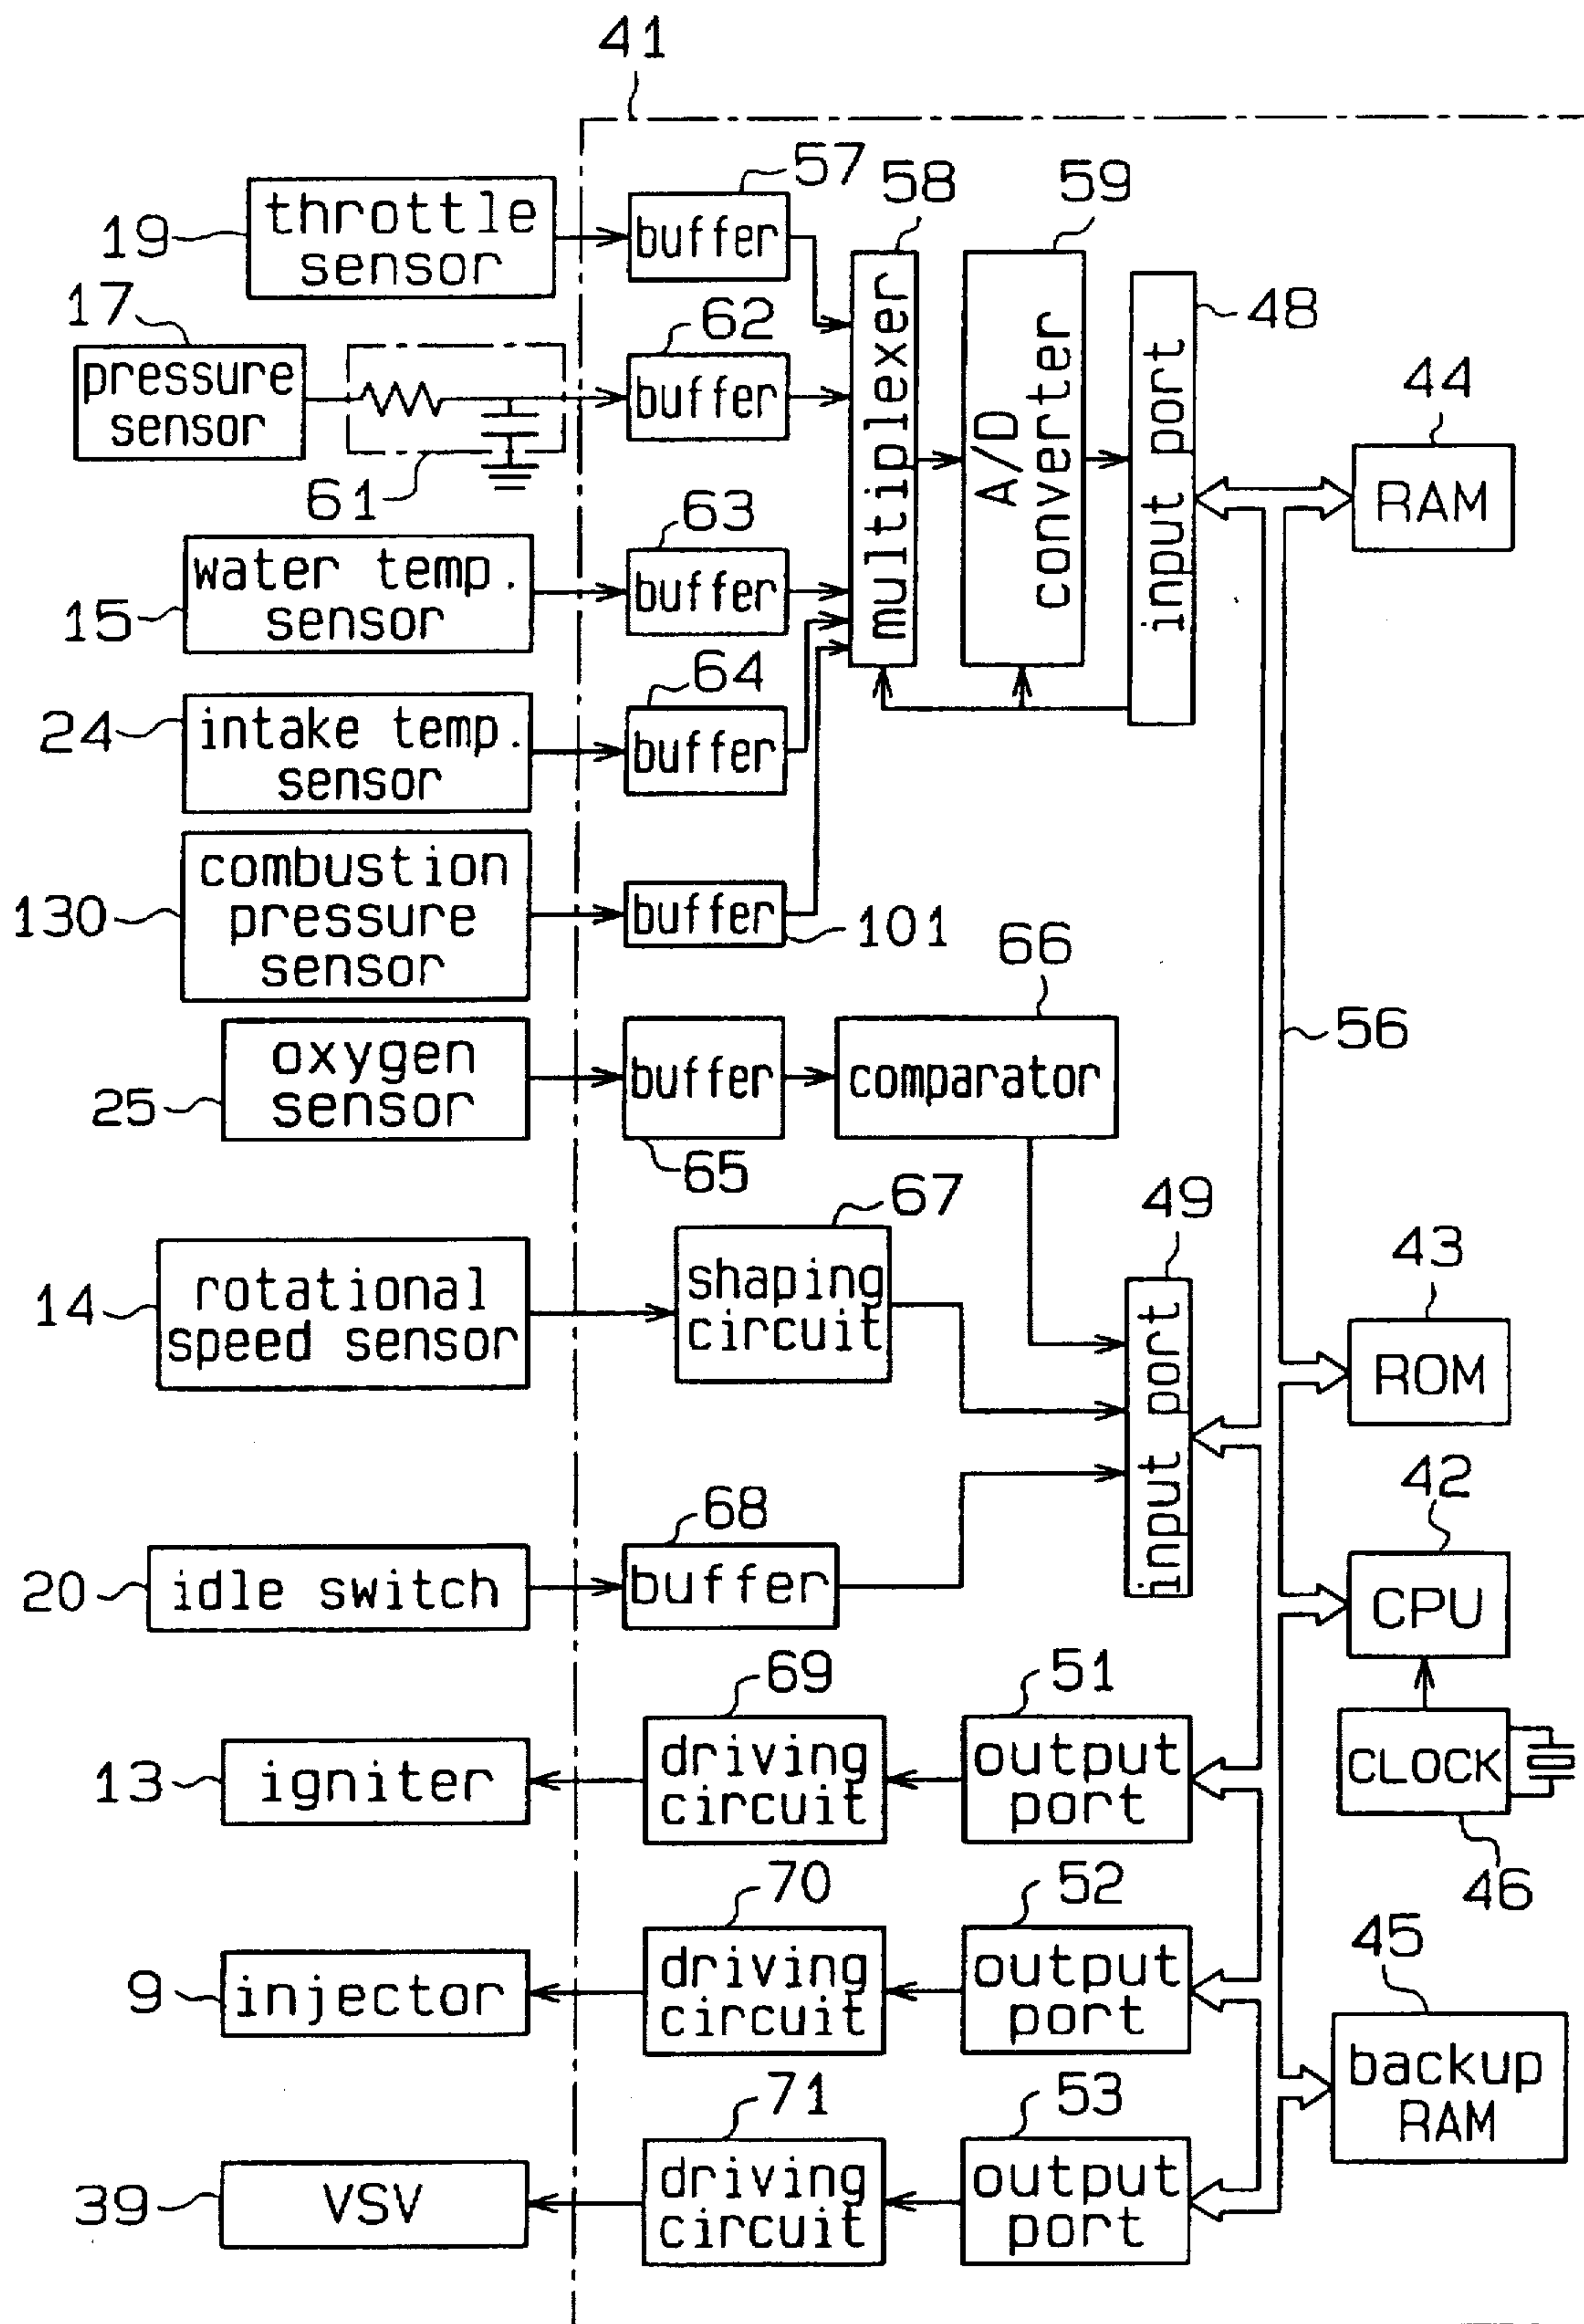 41
57
58
59
19
throttle
sensor
buffer
17
62
48
pressure
sensor
buffer
multiplexer
A/D
converter
input port
44
RAM
61
63
water temp.
sensor
buffer
15
64
24
intake temp.
sensor
buffer
130
combustion
pressure
sensor
buffer
101
66
56
oxygen
sensor
buffer
comparator
25
65
67
49
43
14
rotational
speed sensor
shaping
circuit
input port
ROM
42
68
20
idle switch
buffer
CPU
69
51
13
igniter
driving
circuit
output
port
CLOCK
46
70
52
9
injector
driving
circuit
output
port
45
backup
RAM
71
53
39
VSV
driving
circuit
output
port